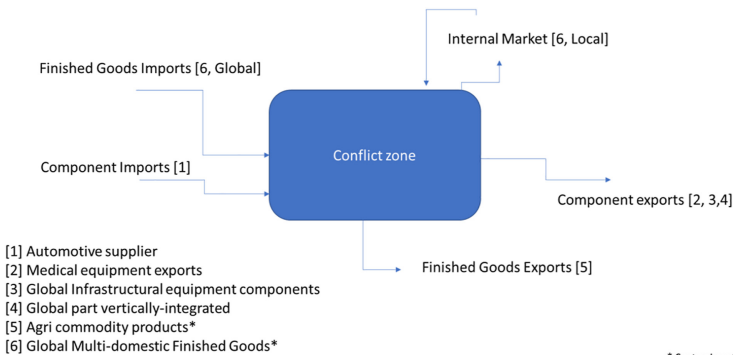 Internal Market [6, Local]
Finished Goods Imports [6, Global]
Conflict zone
Component Imports [1]
Component exports [2, 3,4]
Finished Goods Exports [5]
[1] Automotive supplier
[2] Medical equipment exports
[3] Global Infrastructural equipment components
[4] Global part vertically-integrated
[5] Agri commodity products*
[6] Global Multi-domestic Finished Goods*